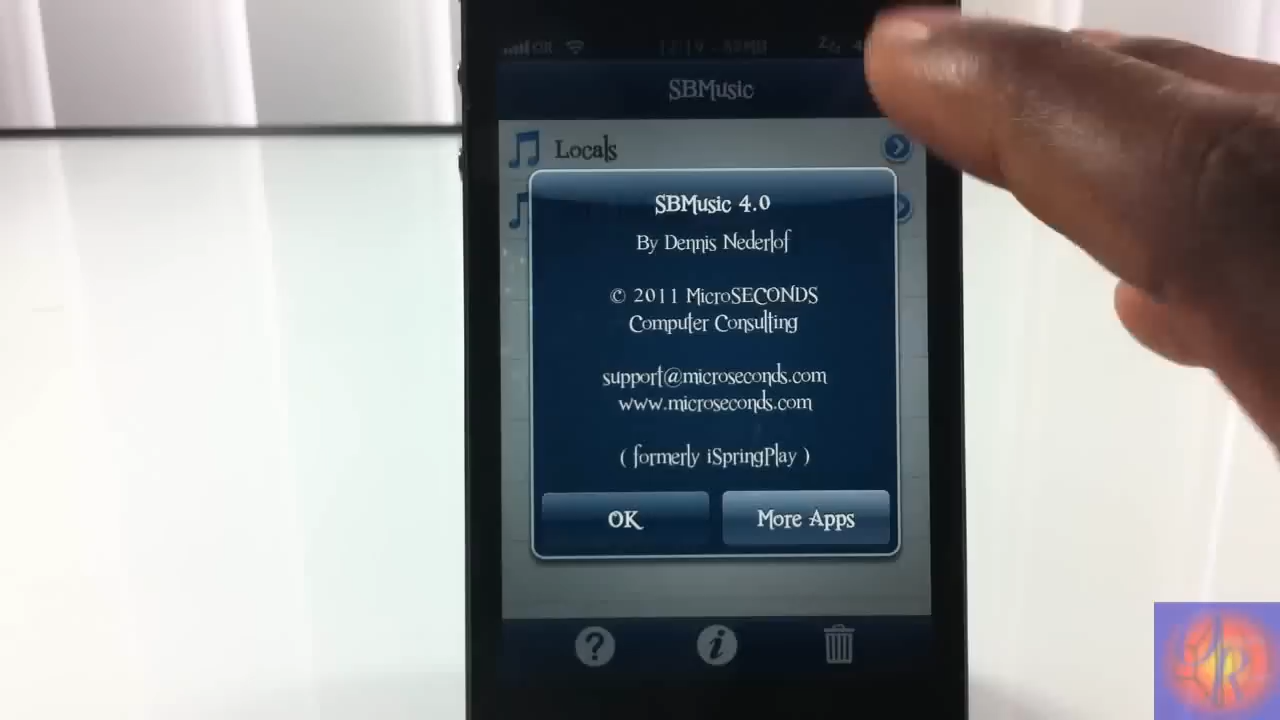 SBMusic
Locals
SBMusic 4.0
By Dennis Nederlof
© 2011 MicroSECONDS
Computer Consulting
support@microseconds.com
www.microseconds.com
( formerly iSpringPlay )
OK
More Apps